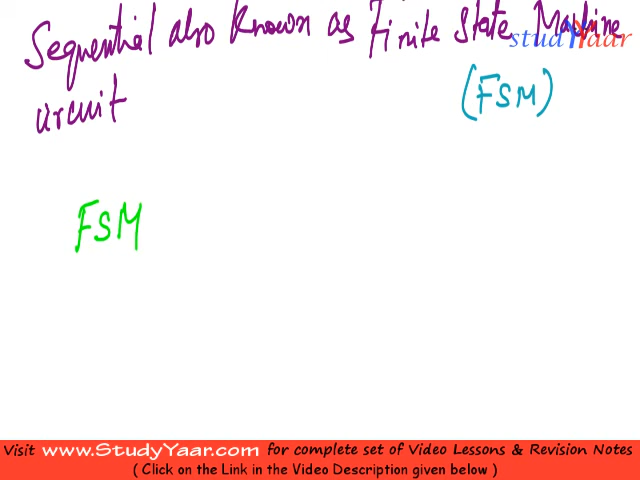 Sequential also known as Finite State Machine
studYaar
circuit
(FSM)
FSM
Visit www.StudyYaar.com for complete set of Video Lessons & Revision Notes
( Click on the Link in the Video Description given below )